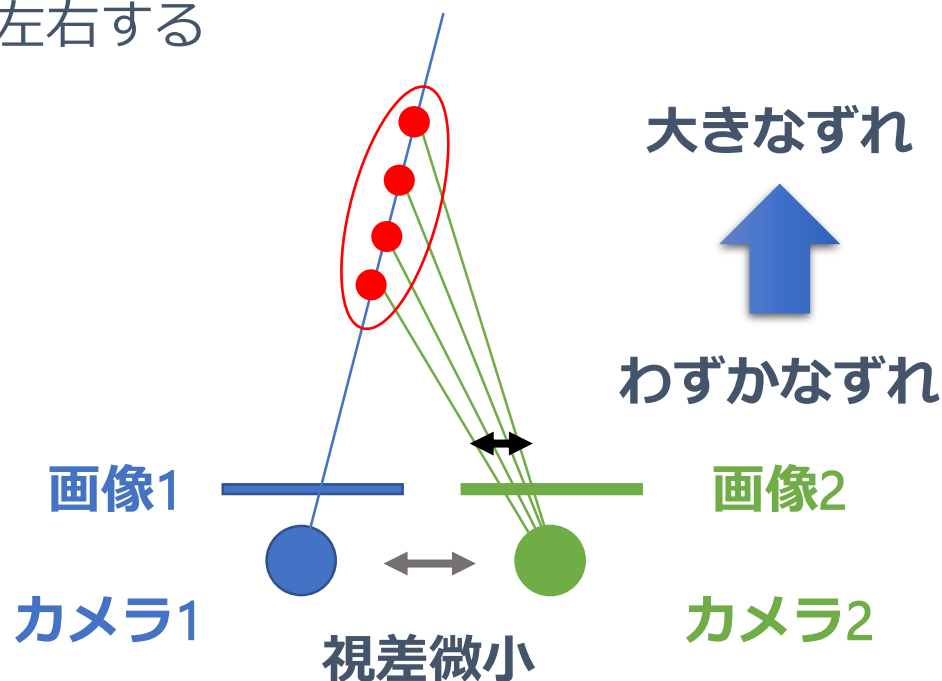 左右する
大きなずれ
わずかなずれ
画像1
画像2
カメラ1
カメラ2
視差微小